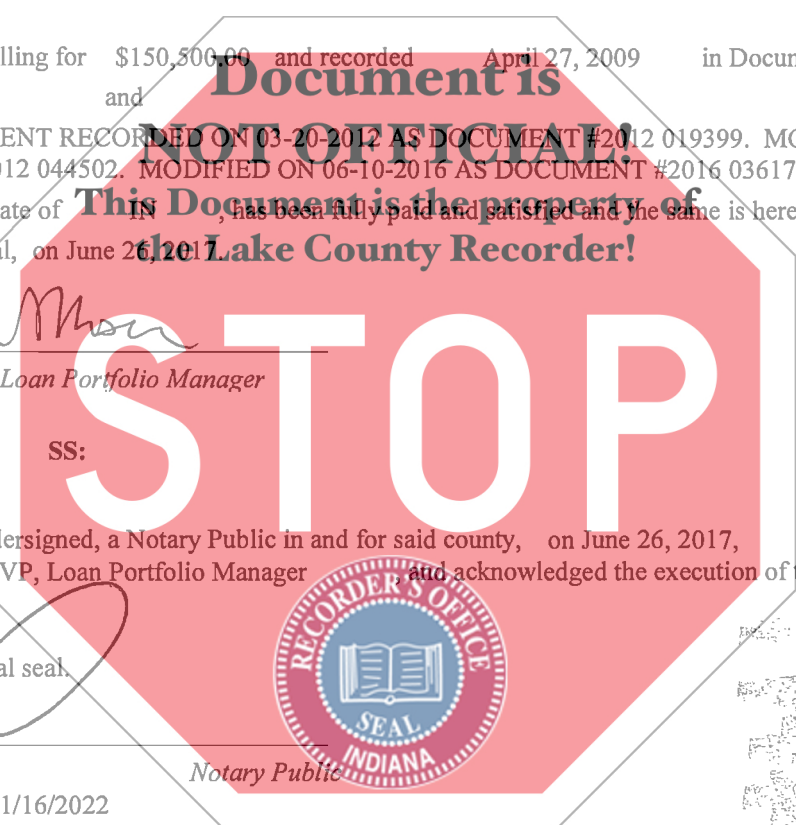 lling for $150,500.00 and recorded April 27, 2009 in Docum
Document is
and
ENT RECORDED ON 03-20-2012 AS DOCUMENT #2012 019399. MO
NOT OFFICIAL!
012 044502. MODIFIED ON 06-10-2016 AS DOCUMENT #2016 03617
ate of IN , has been fully paid and satisfied and the same is here
This Document is the property of
al, on June 26, 2017.
the Lake County Recorder!
STOP
Loan Portfolio Manager
SS:
dersigned, a Notary Public in and for said county, on June 26, 2017,
VP, Loan Portfolio Manager , and acknowledged the execution of t
RECORDER'S OFFICE
al seal.
SEAL
INDIANA
Notary Public
1/16/2022